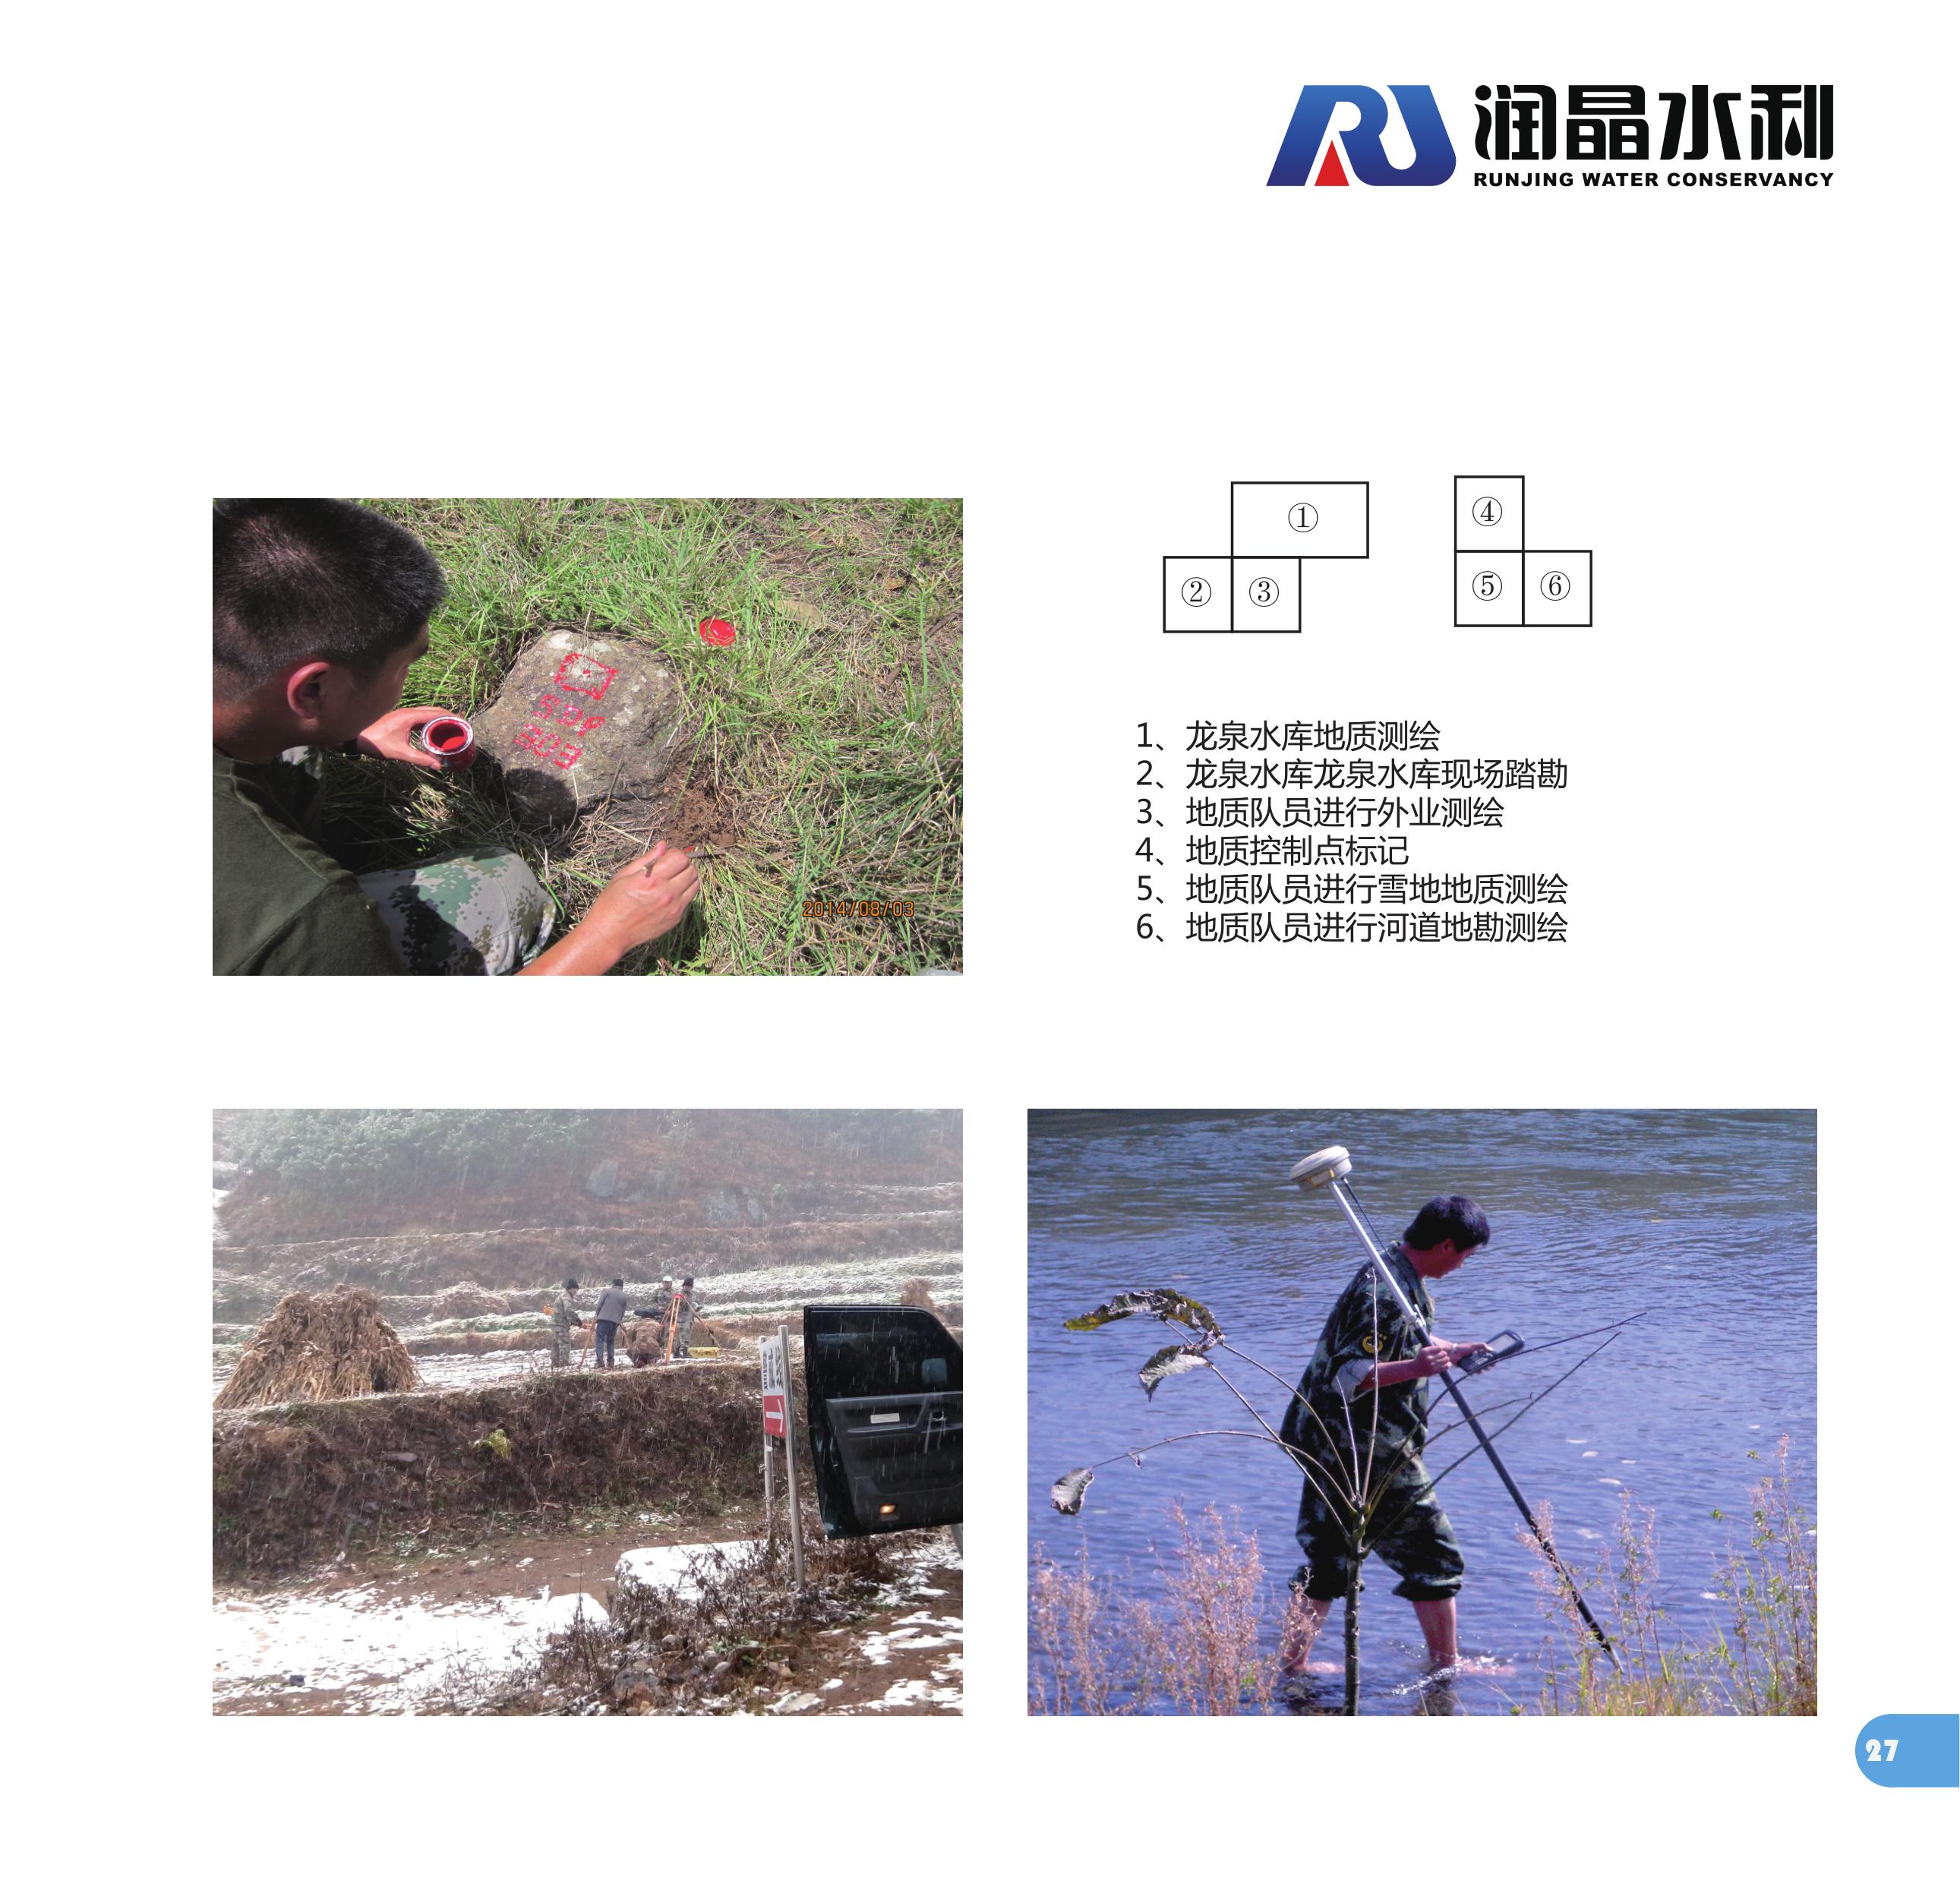 润晶水利
RUNJING WATER CONSERVANCY
①
④
②
③
⑤
⑥
1、龙泉水库地质测绘
2、龙泉水库龙泉水库现场踏勘
3、地质队员进行外业测绘
4、地质控制点标记
5、地质队员进行雪地地质测绘
6、地质队员进行河道地勘测绘
2014/08/03
27